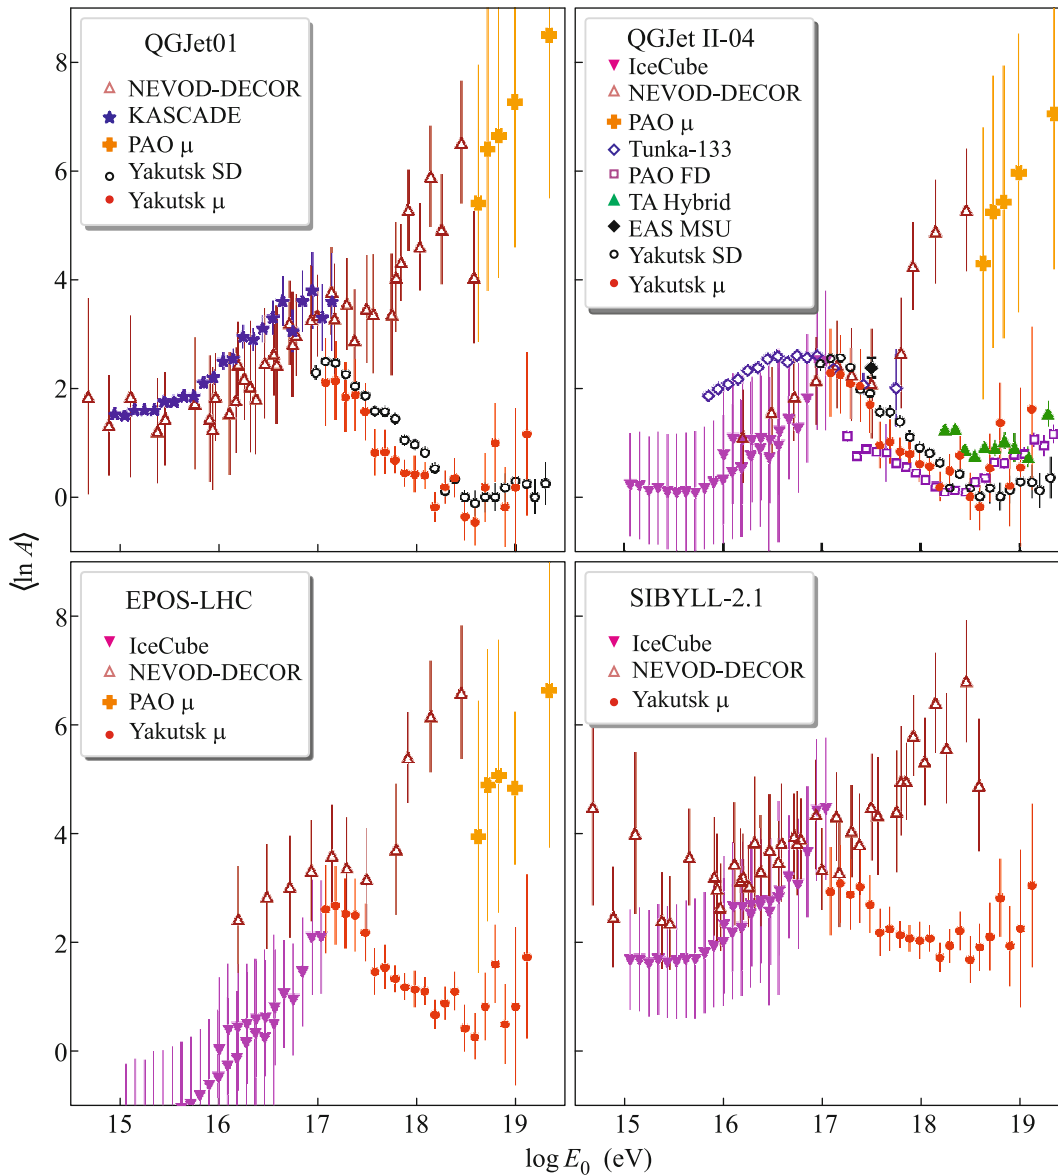 QGJet01
NEVOD-DECOR
KASCADE
PAO μ
Yakutsk SD
Yakutsk μ
QGJet II-04
IceCube
NEVOD-DECOR
PAO μ
Tunka-133
PAO FD
TA Hybrid
EAS MSU
Yakutsk SD
Yakutsk μ
8
6
4
2
0
⟨ln A⟩
EPOS-LHC
IceCube
NEVOD-DECOR
PAO μ
Yakutsk μ
SIBYLL-2.1
IceCube
NEVOD-DECOR
Yakutsk μ
8
6
4
2
0
15 16 17 18 19 15 16 17 18 19
log E₀ (eV)